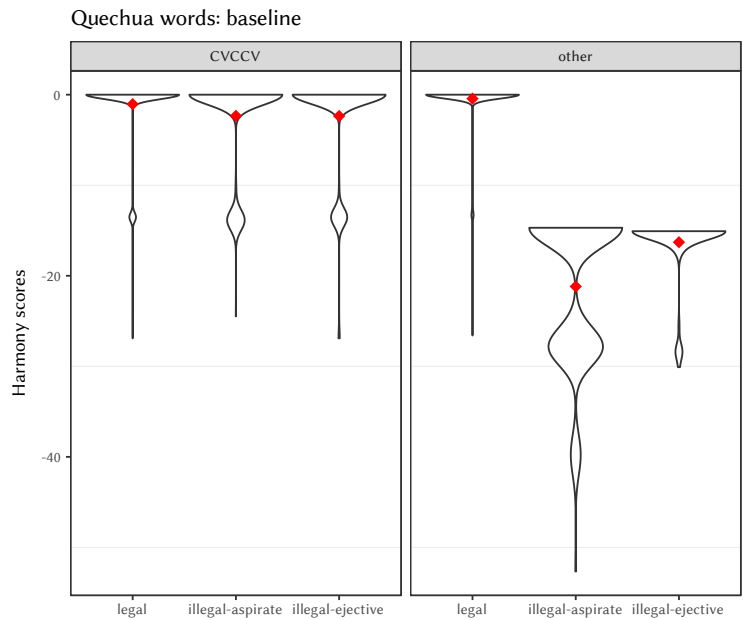 Quechua words: baseline
CVCCV
other
Harmony scores
0
-20
-40
legal
illegal-aspirate
illegal-ejective
legal
illegal-aspirate
illegal-ejective